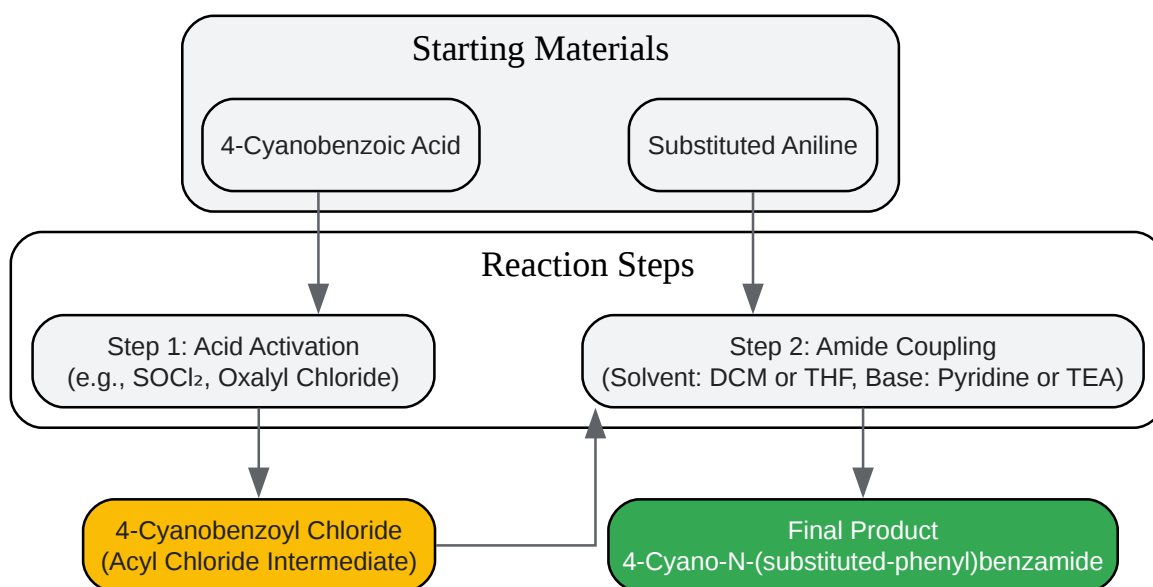 Starting Materials
4-Cyanobenzoic Acid
Substituted Aniline
Reaction Steps
Step 1: Acid Activation
(e.g., SOCl₂, Oxalyl Chloride)
Step 2: Amide Coupling
(Solvent: DCM or THF, Base: Pyridine or TEA)
4-Cyanobenzoyl Chloride
(Acyl Chloride Intermediate)
Final Product
4-Cyano-N-(substituted-phenyl)benzamide